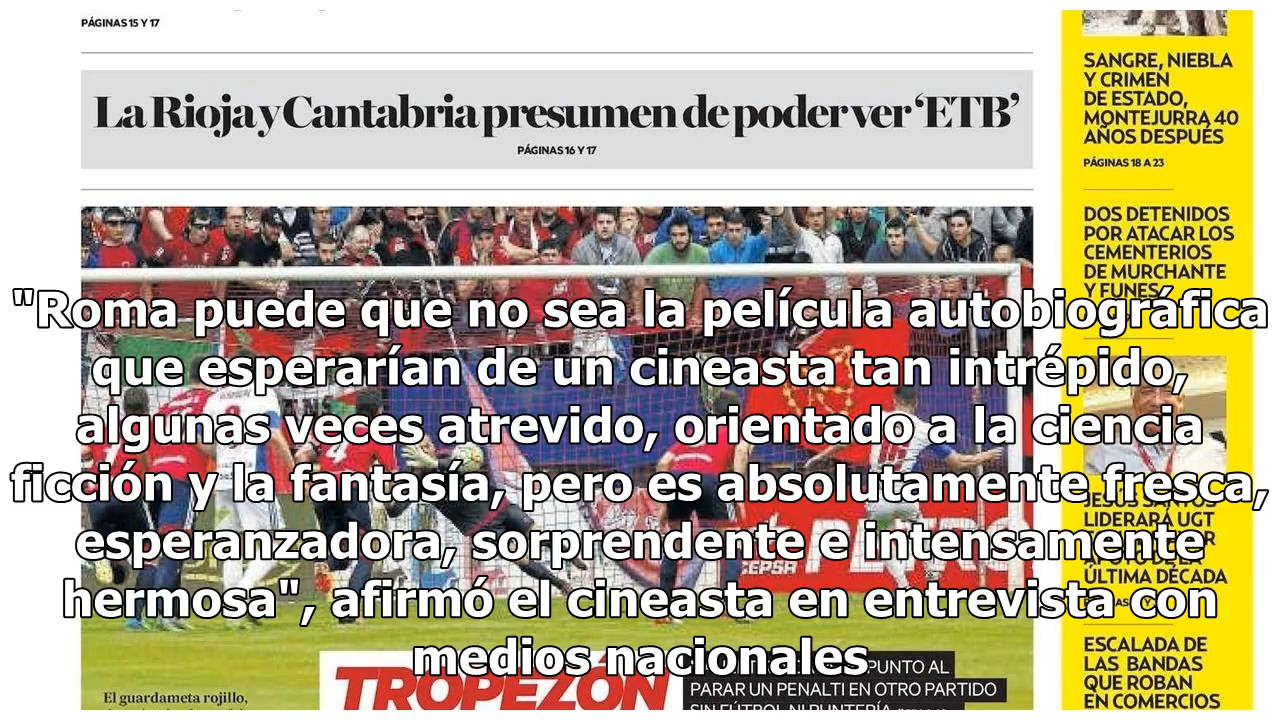 PÁGINAS 15 Y 17
La Rioja y Cantabria presumen de poder ver ‘ETB’
PÁGINAS 16 Y 17
"Roma puede que no sea la película autobiográfica
que esperarían de un cineasta tan intrépido,
algunas veces atrevido, orientado a la ciencia
ficción y la fantasía, pero es absolutamente fresca,
esperanzadora, sorprendente e intensamente
hermosa", afirmó el cineasta en entrevista con
medios nacionales
4
CEPSA
TROPEZÓN
PUNTO AL
PARAR UN PENALTI EN OTRO PARTIDO
SIN FÚTBOL NI PUNTERÍA
El guardameta rojillo,
SANGRE, NIEBLA
Y CRIMEN
DE ESTADO,
MONTEJURRA 40
AÑOS DESPUÉS
PÁGINAS 18 A 23
DOS DETENIDOS
POR ATACAR LOS
CEMENTERIOS
DE MURCHANTE
Y FUNES
JESÚS SANTOS
LIDERARÁ UGT
ÚLTIMA DÉCADA
ESCALADA DE
LAS BANDAS
QUE ROBAN
EN COMERCIOS